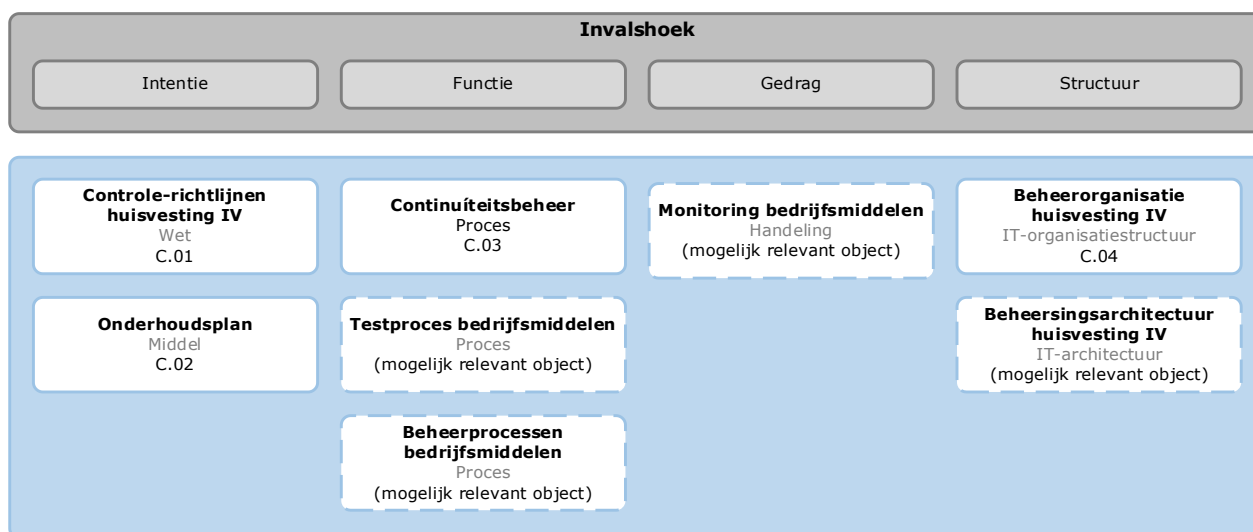 Invalshoek
Intentie
Functie
Gedrag
Structuur
Controle-richtlijnen
huisvesting IV
Wet
C.01
Continuíteitsbeheer
Proces
C.03
Monitoring bedrijfsmiddelen
Handeling
(mogelijk relevant object)
Beheerorganisatie
huisvesting IV
IT-organisatiestructuur
C.04
Onderhoudsplan
Middel
C.02
Testproces bedrijfsmiddelen
Proces
(mogelijk relevant object)
Beheersingsarchitectuur
huisvesting IV
IT-architectuur
(mogelijk relevant object)
Beheerprocessen
bedrijfsmiddelen
Proces
(mogelijk relevant object)